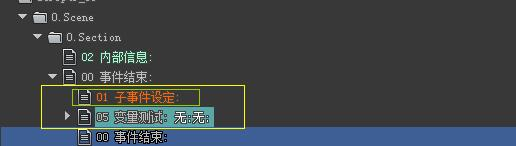 0.Scene
0.Section
02 内部信息:
00 事件结束:
01 子事件设定:
05 变量测试: 无:无:
00 事件结束: